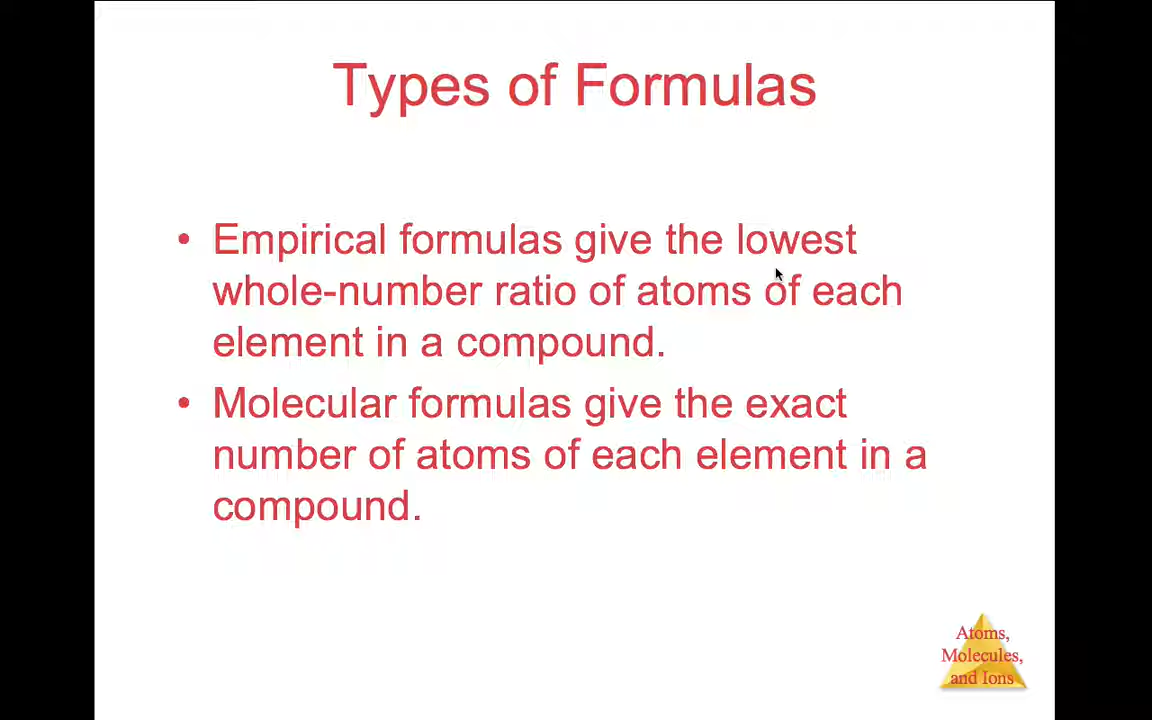 Types of Formulas
• Empirical formulas give the lowest
whole-number ratio of atoms of each
element in a compound.
• Molecular formulas give the exact
number of atoms of each element in a
compound.
Atoms,
Molecules,
and Ions